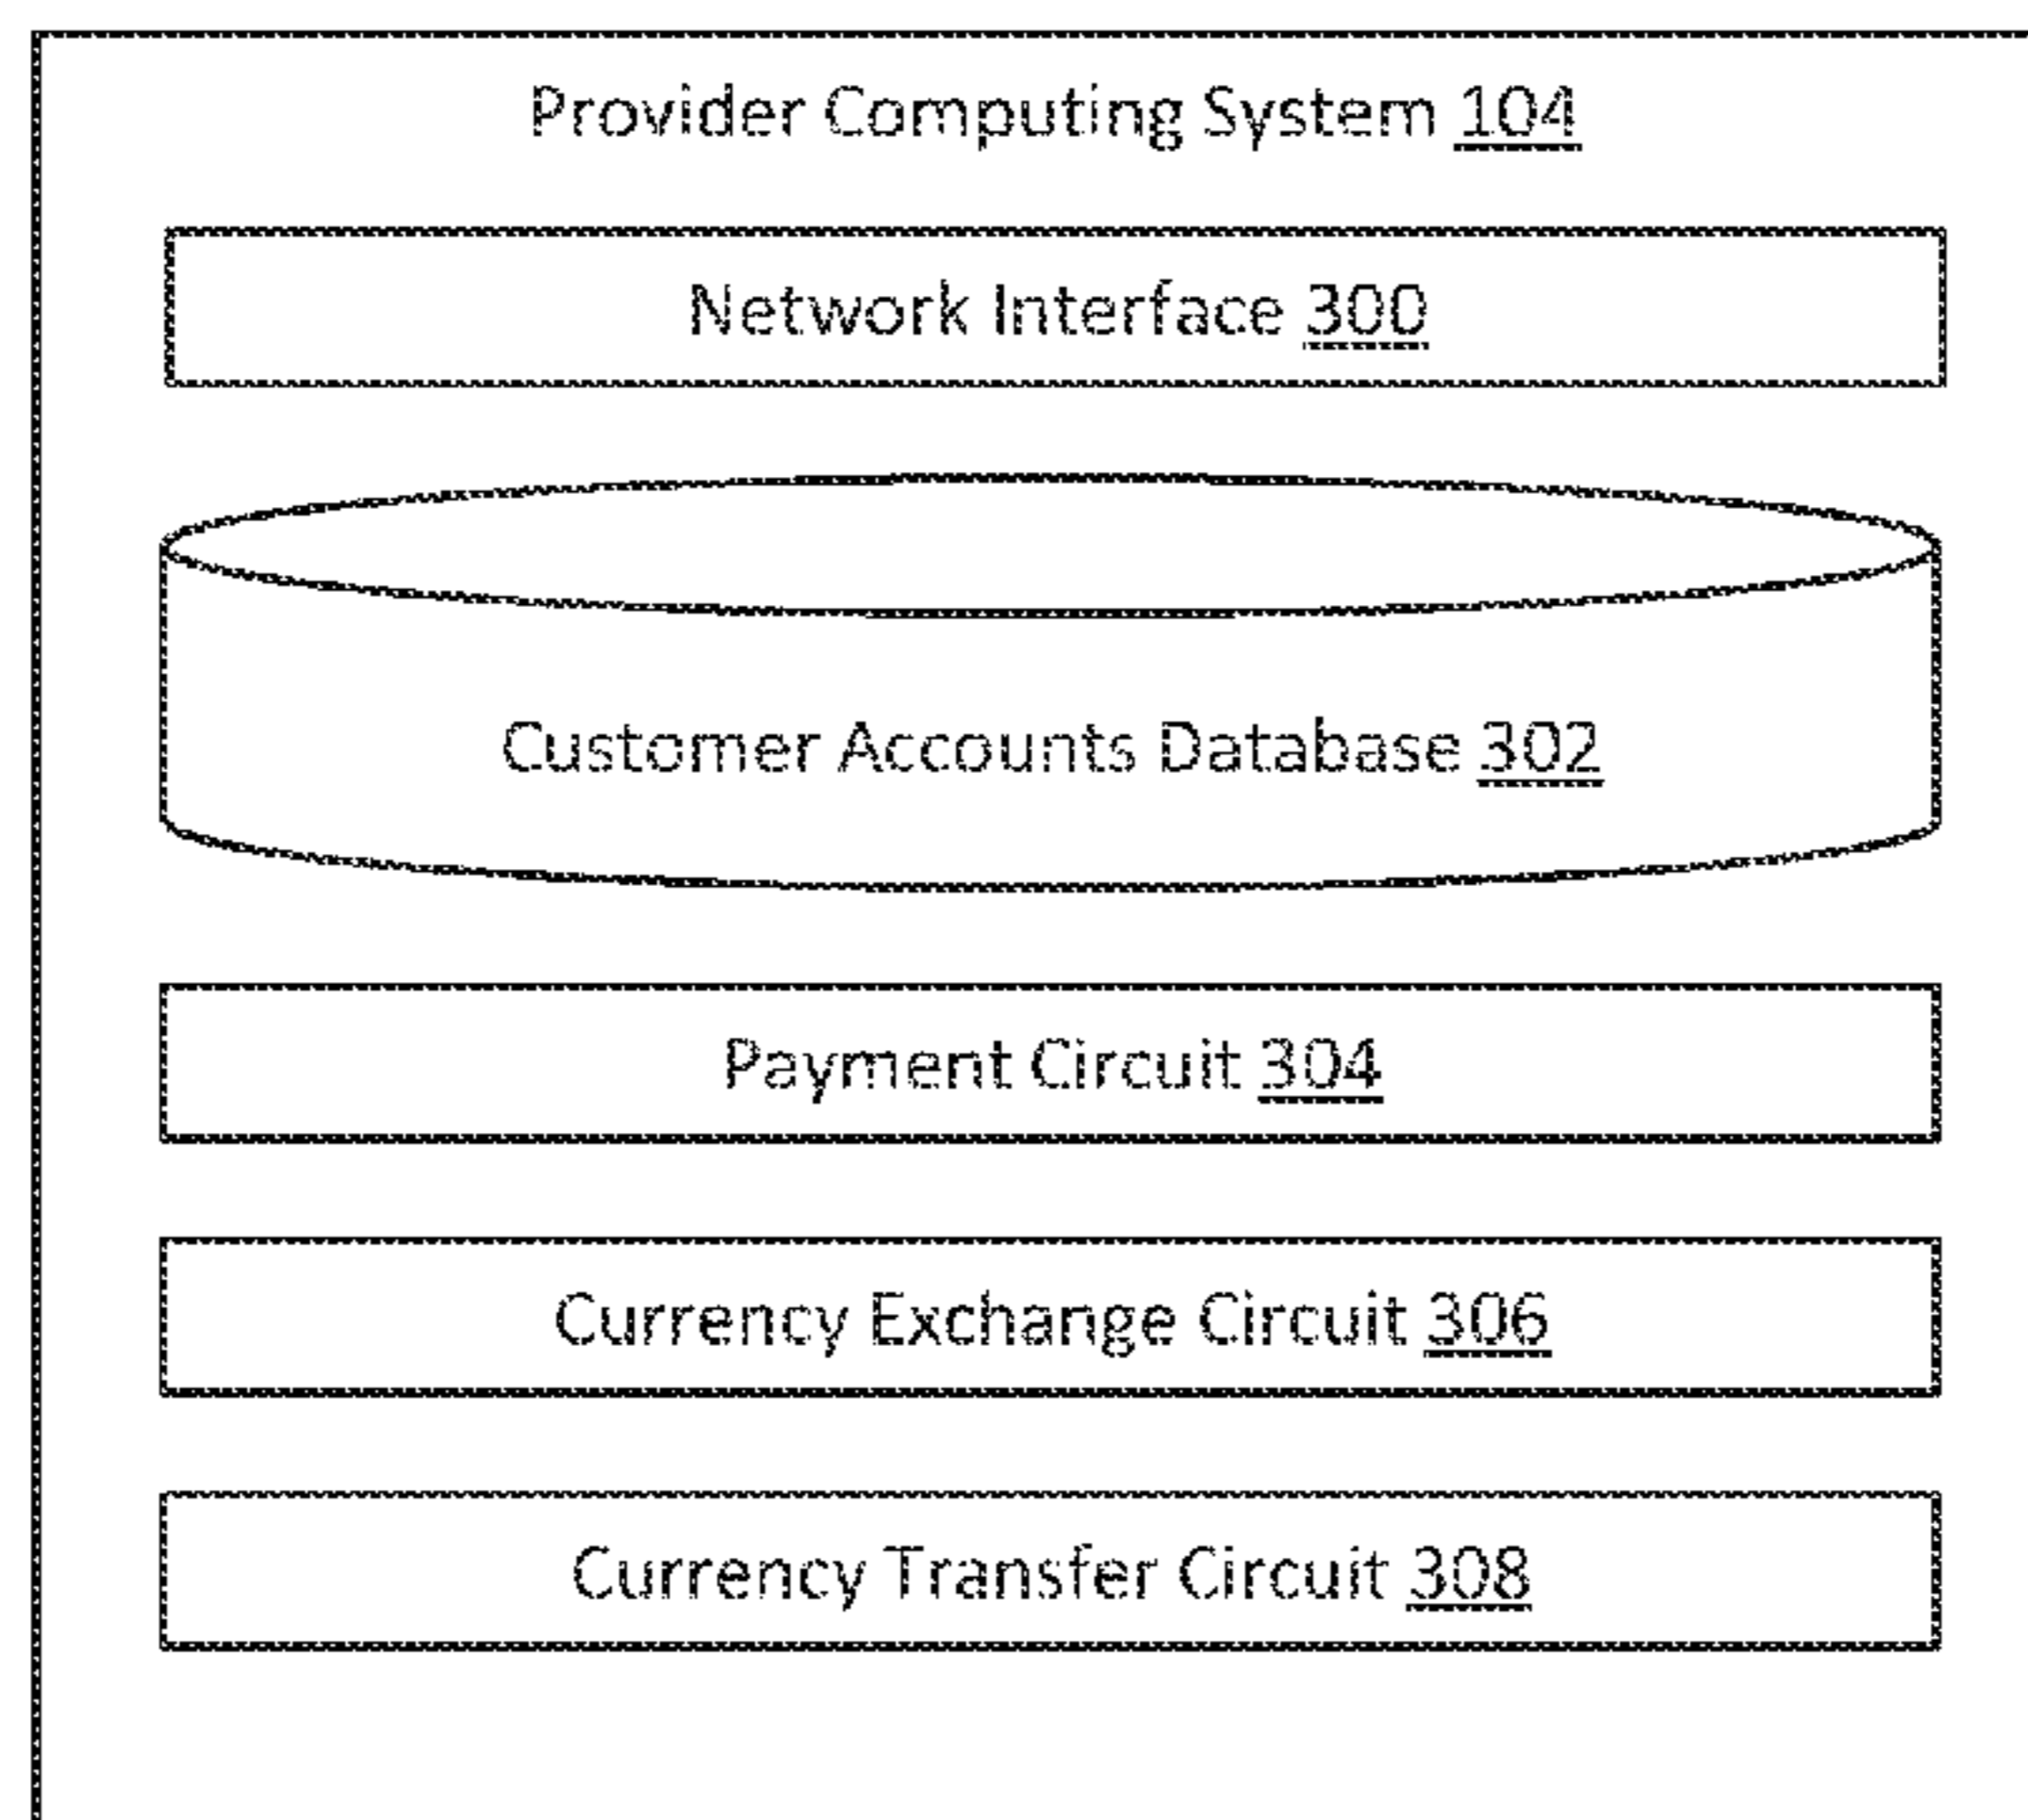 Provider Computing System 104
Network Interface 300
Customer Accounts Database 302
Payment Circuit 304
Currency Exchange Circuit 306
Currency Transfer Circuit 308